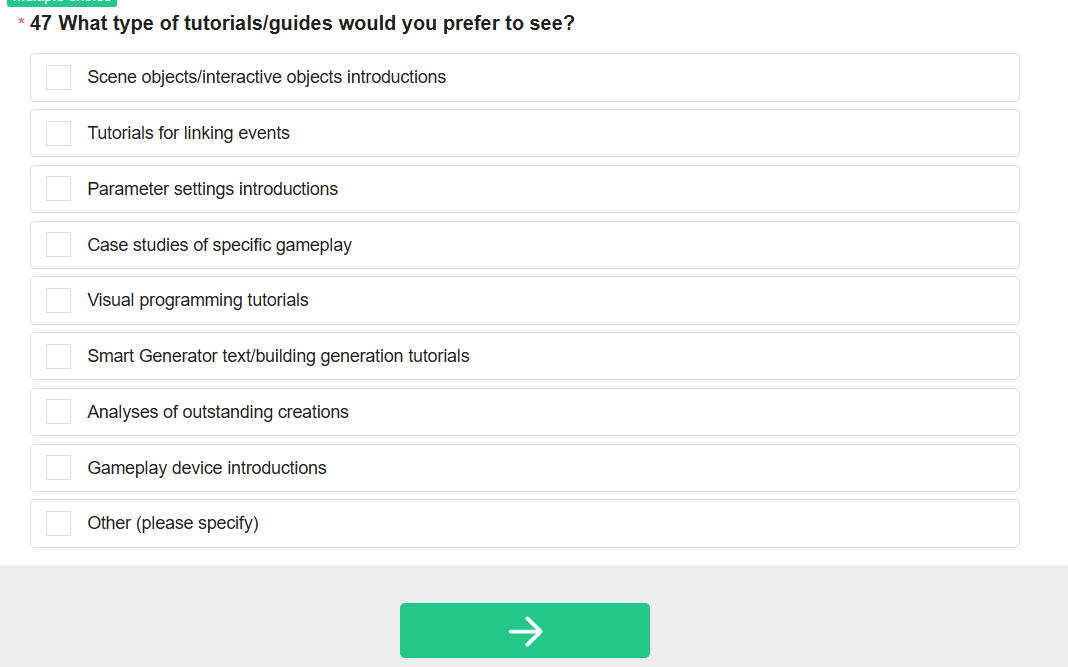 * 47 What type of tutorials/guides would you prefer to see?
Scene objects/interactive objects introductions
Tutorials for linking events
Parameter settings introductions
Case studies of specific gameplay
Visual programming tutorials
Smart Generator text/building generation tutorials
Analyses of outstanding creations
Gameplay device introductions
Other (please specify)